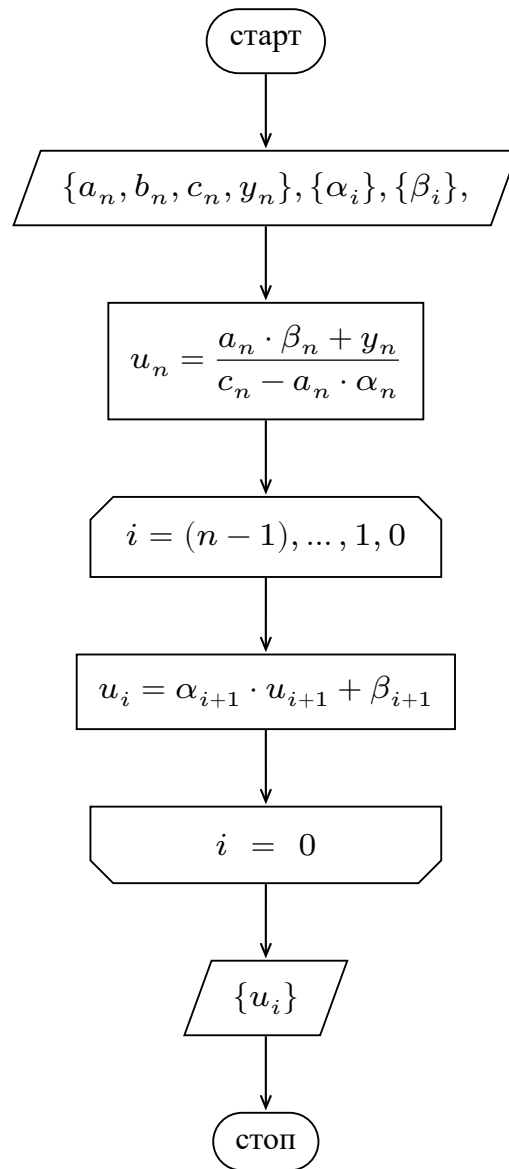 старт
{a_n, b_n, c_n, y_n}, {α_i}, {β_i},
u_n = \frac{a_n · β_n + y_n}{c_n − a_n · α_n}
i = (n − 1), ... , 1, 0
u_i = α_{i+1} · u_{i+1} + β_{i+1}
i = 0
{u_i}
стоп